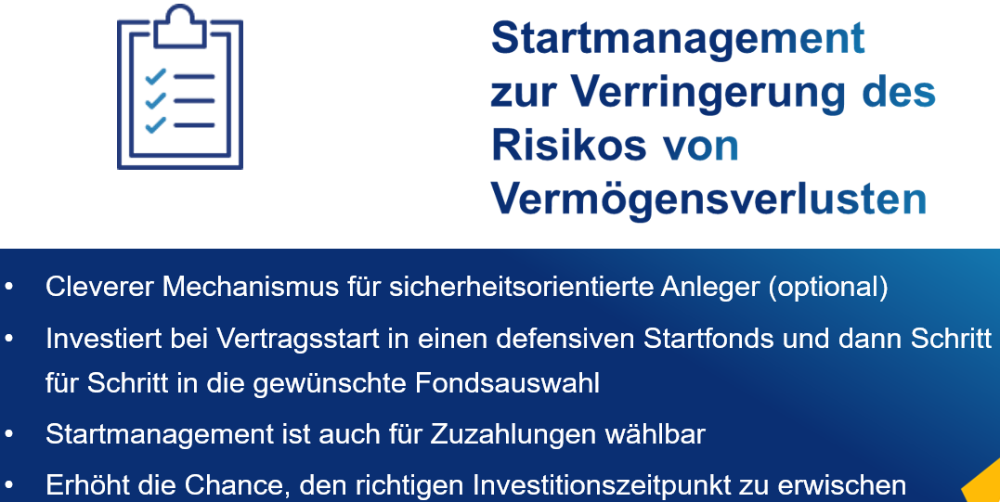 Startmanagement
zur Verringerung des
Risikos von
Vermögensverlusten
• Cleverer Mechanismus für sicherheitsorientierte Anleger (optional)
• Investiert bei Vertragsstart in einen defensiven Startfonds und dann Schritt
für Schritt in die gewünschte Fondsauswahl
• Startmanagement ist auch für Zuzahlungen wählbar
• Erhöht die Chance, den richtigen Investitionszeitpunkt zu erwischen